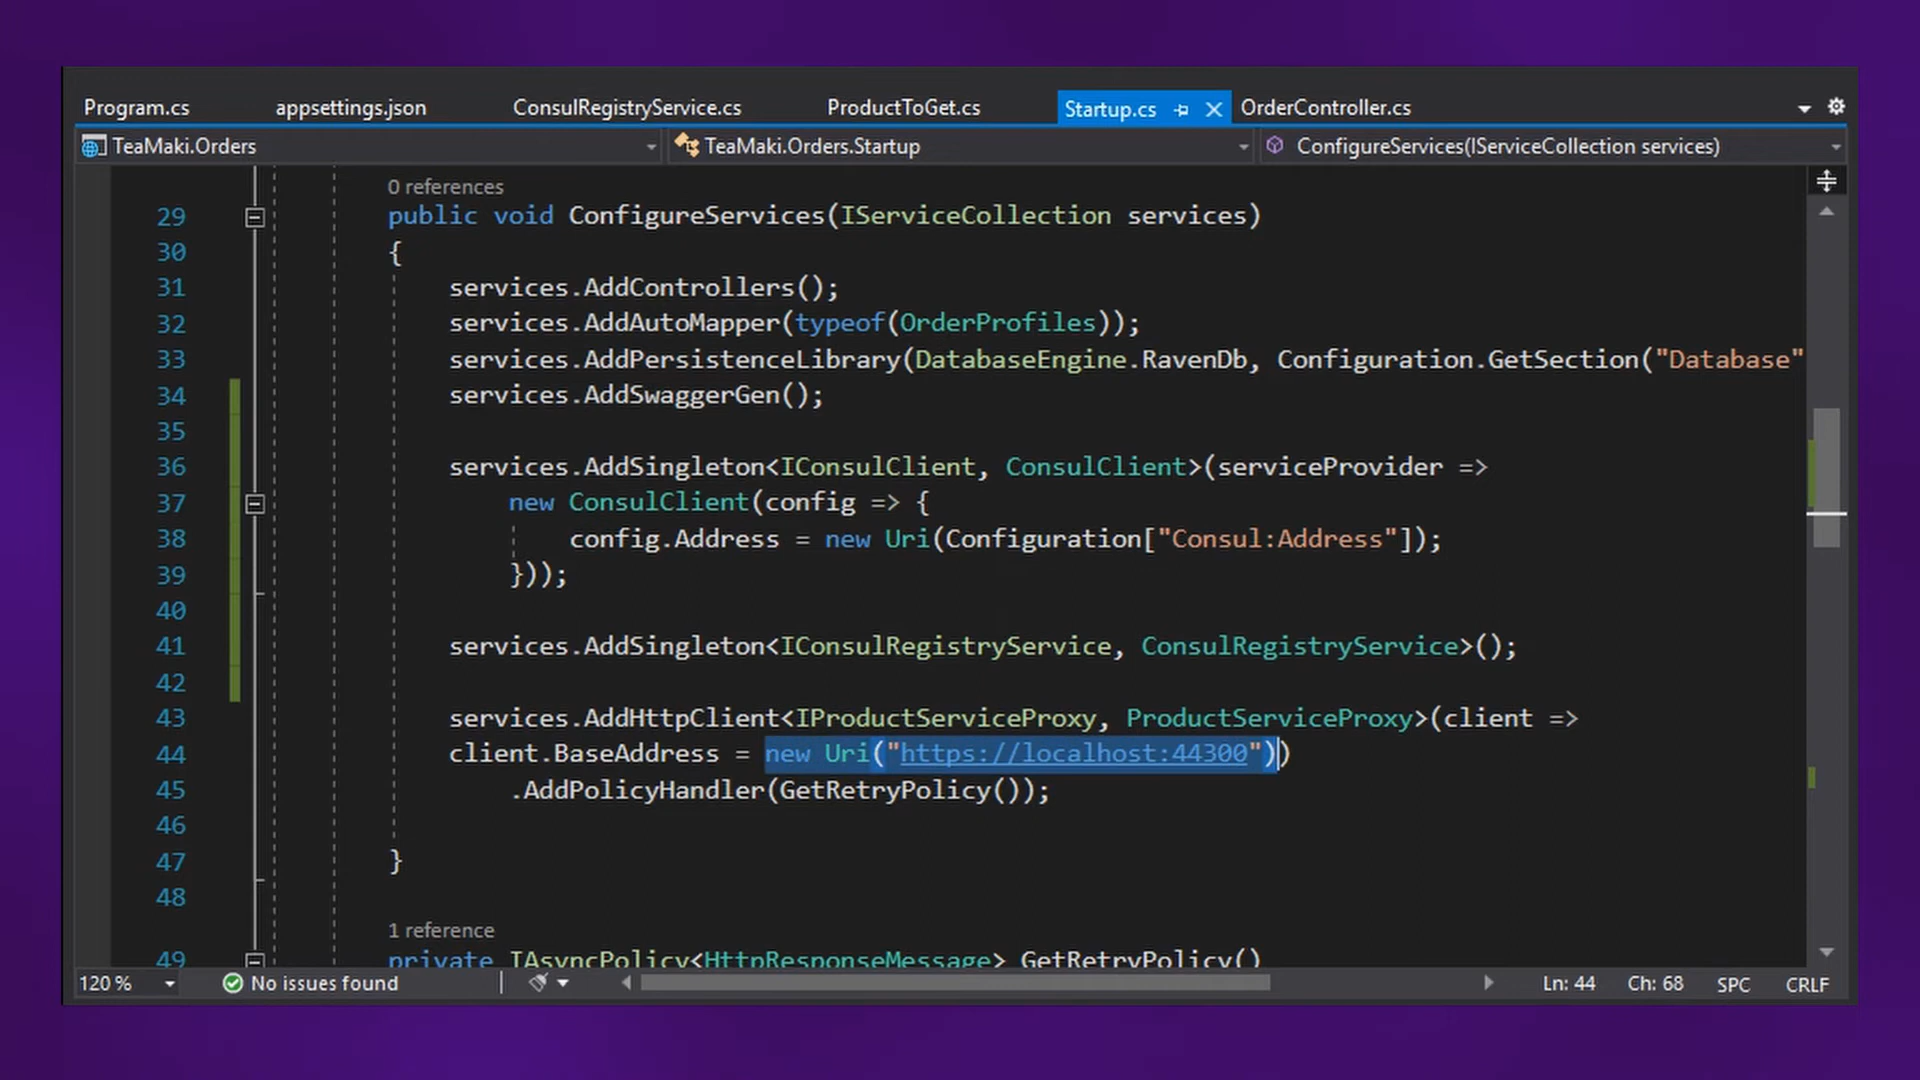 Program.cs appsettings.json ConsulRegistryService.cs ProductToGet.cs Startup.cs OrderController.cs
TeaMaki.Orders TeaMaki.Orders.Startup ConfigureServices(IServiceCollection services)
0 references
29 public void ConfigureServices(IServiceCollection services)
30 {
31 services.AddControllers();
32 services.AddAutoMapper(typeof(OrderProfiles));
33 services.AddPersistenceLibrary(DatabaseEngine.RavenDb, Configuration.GetSection("Database"
34 services.AddSwaggerGen();
35
36 services.AddSingleton<IConsulClient, ConsulClient>(serviceProvider =>
37 new ConsulClient(config => {
38 config.Address = new Uri(Configuration["Consul:Address"]);
39 }));
40
41 services.AddSingleton<IConsulRegistryService, ConsulRegistryService>();
42
43 services.AddHttpClient<IProductServiceProxy, ProductServiceProxy>(client =>
44 client.BaseAddress = new Uri("https://localhost:44300"))
45 .AddPolicyHandler(GetRetryPolicy());
46
47 }
48
1 reference
49 private IAsyncPolicy<HttpResponseMessage> GetRetryPolicy()
120 % No issues found Ln: 44 Ch: 68 SPC CRLF